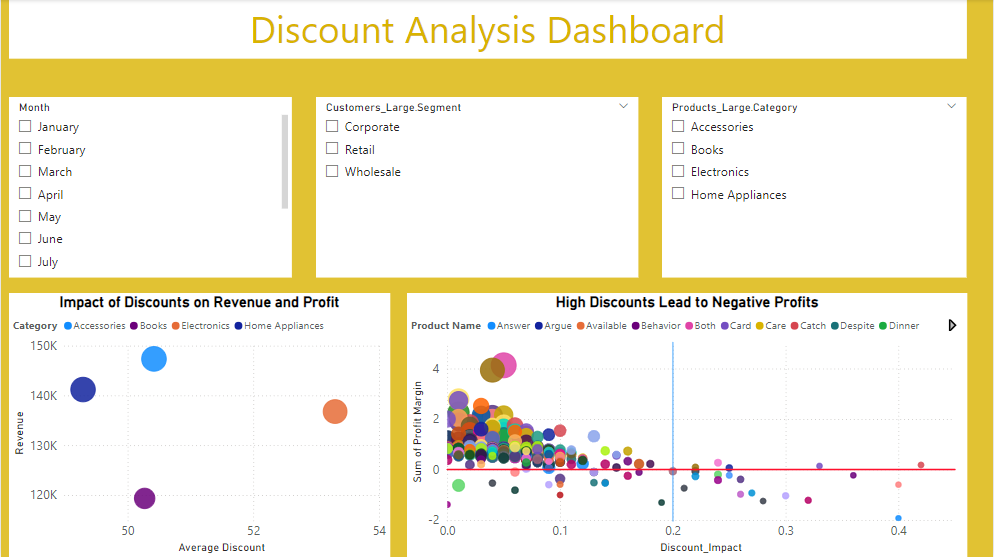 Discount Analysis Dashboard
Month
January
February
March
April
May
June
July
Customers_Large.Segment
Corporate
Retail
Wholesale
Products_Large.Category
Accessories
Books
Electronics
Home Appliances
Impact of Discounts on Revenue and Profit
Category Accessories Books Electronics Home Appliances
Revenue
150K
140K
130K
120K
50 52 54
Average Discount
High Discounts Lead to Negative Profits
Product Name Answer Argue Available Behavior Both Card Care Catch Despite Dinner
Sum of Profit Margin
4
2
0
-2
0.0 0.1 0.2 0.3 0.4
Discount_Impact